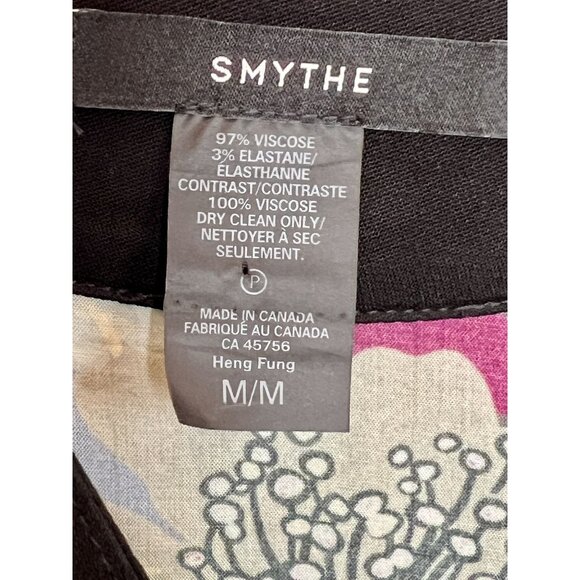 SMYTHE
97% VISCOSE
3% ELASTANE/
ÉLASTHANNE
CONTRAST/CONTRASTE
100% VISCOSE
DRY CLEAN ONLY/
NETTOYER À SEC
SEULEMENT.
P
MADE IN CANADA
FABRIQUÉ AU CANADA
CA 45756
Heng Fung
M/M